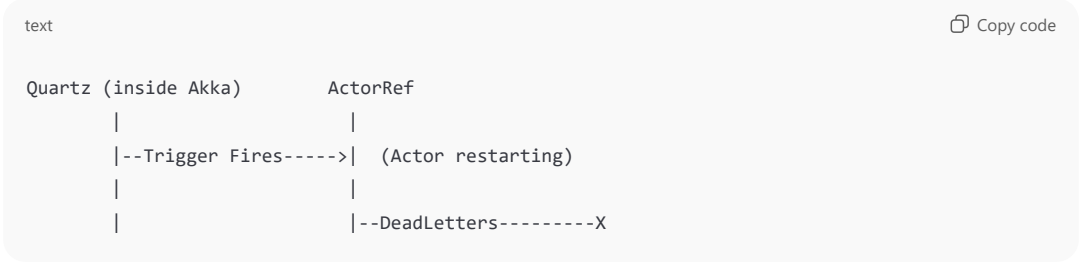 text Copy code
Quartz (inside Akka)        ActorRef
        |                       |
        |--Trigger Fires----->|  (Actor restarting)
        |                       |
        |                       |--DeadLetters---------X